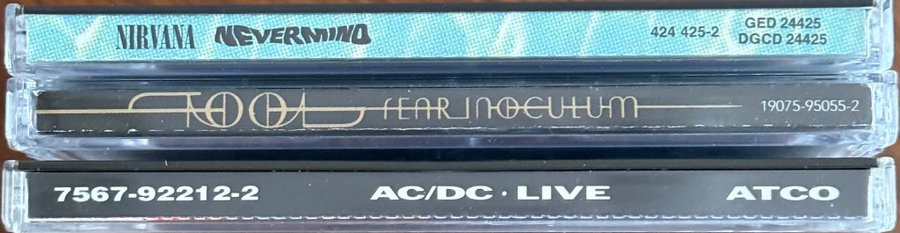 NIRVANA NEVERMIND 424 425-2 GED 24425
DGCD 24425
TOOL FEAR INOCULUM 19075-95055-2
7567-92212-2 AC/DC · LIVE ATCO